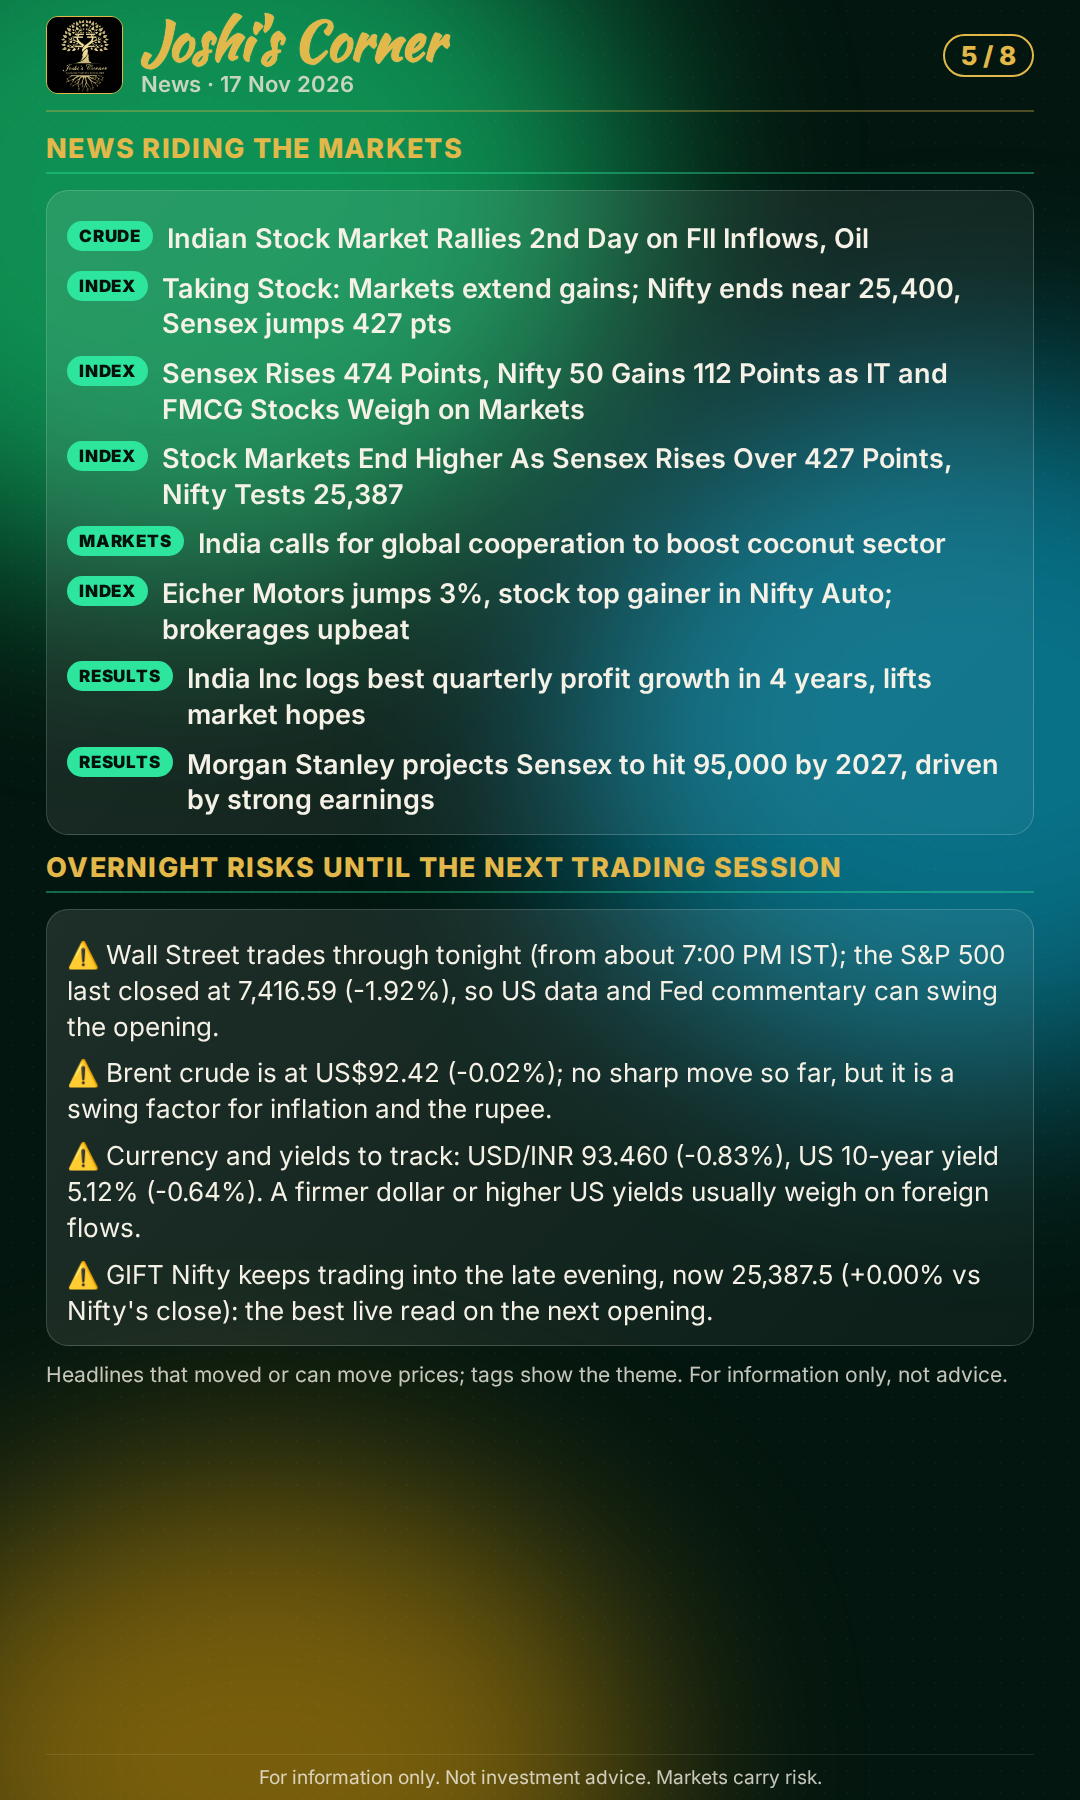 Joshi's Corner
Joshi's Corner
News · 17 Nov 2026
5 / 8
NEWS RIDING THE MARKETS
CRUDE Indian Stock Market Rallies 2nd Day on FII Inflows, Oil
INDEX Taking Stock: Markets extend gains; Nifty ends near 25,400,
Sensex jumps 427 pts
INDEX Sensex Rises 474 Points, Nifty 50 Gains 112 Points as IT and
FMCG Stocks Weigh on Markets
INDEX Stock Markets End Higher As Sensex Rises Over 427 Points,
Nifty Tests 25,387
MARKETS India calls for global cooperation to boost coconut sector
INDEX Eicher Motors jumps 3%, stock top gainer in Nifty Auto;
brokerages upbeat
RESULTS India Inc logs best quarterly profit growth in 4 years, lifts
market hopes
RESULTS Morgan Stanley projects Sensex to hit 95,000 by 2027, driven
by strong earnings
OVERNIGHT RISKS UNTIL THE NEXT TRADING SESSION
⚠️ Wall Street trades through tonight (from about 7:00 PM IST); the S&P 500
last closed at 7,416.59 (-1.92%), so US data and Fed commentary can swing
the opening.
⚠️ Brent crude is at US$92.42 (-0.02%); no sharp move so far, but it is a
swing factor for inflation and the rupee.
⚠️ Currency and yields to track: USD/INR 93.460 (-0.83%), US 10-year yield
5.12% (-0.64%). A firmer dollar or higher US yields usually weigh on foreign
flows.
⚠️ GIFT Nifty keeps trading into the late evening, now 25,387.5 (+0.00% vs
Nifty's close): the best live read on the next opening.
Headlines that moved or can move prices; tags show the theme. For information only, not advice.
For information only. Not investment advice. Markets carry risk.